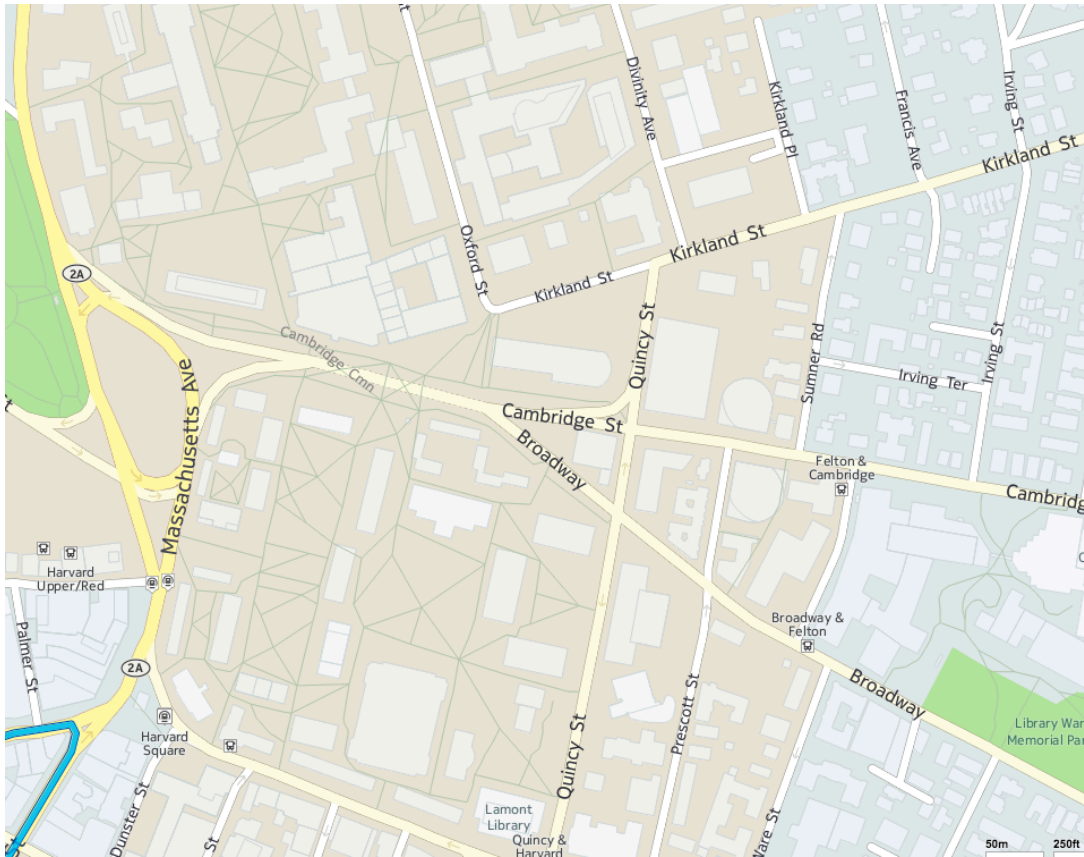 Divinity Ave
Kirkland Pl
Francis Ave
Irving St
Kirkland St
Oxford St
Kirkland St
Kirkland St
2A
Cambridge Cmn
Quincy St
Sumner Rd
Irving Ter
Irving St
Massachusetts Ave
Cambridge St
Broadway
Felton &
Cambridge
Cambridg
Harvard
Upper/Red
Palmer St
Broadway &
Felton
2A
Prescott St
Broadway
Harvard
Square
Quincy St
Library War
Memorial Par
Dunster St
St
Lamont
Library
Quincy &
Harvard
Ware St
50m
250ft